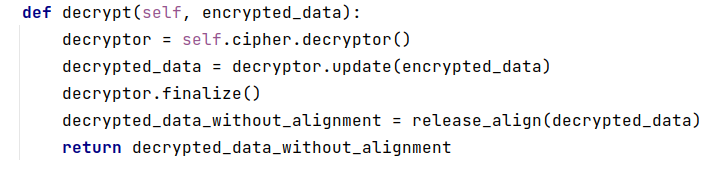 def decrypt(self, encrypted_data):
    decryptor = self.cipher.decryptor()
    decrypted_data = decryptor.update(encrypted_data)
    decryptor.finalize()
    decrypted_data_without_alignment = release_align(decrypted_data)
    return decrypted_data_without_alignment